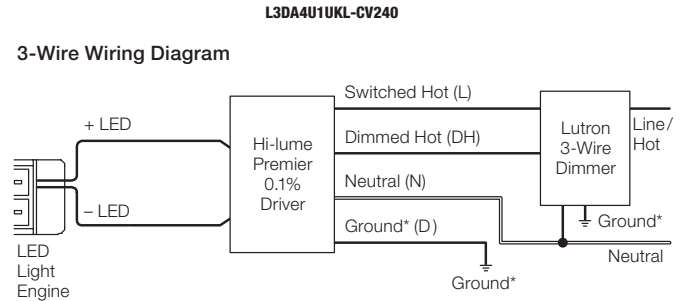 L3DA4U1UKL-CV240
3-Wire Wiring Diagram
Switched Hot (L)
+ LED
Hi-lume
Premier
0.1%
Driver
Dimmed Hot (DH)
Lutron
3-Wire
Dimmer
Line/
Hot
Neutral (N)
– LED
Ground* (D)
Ground*
Neutral
LED
Light
Engine
Ground*